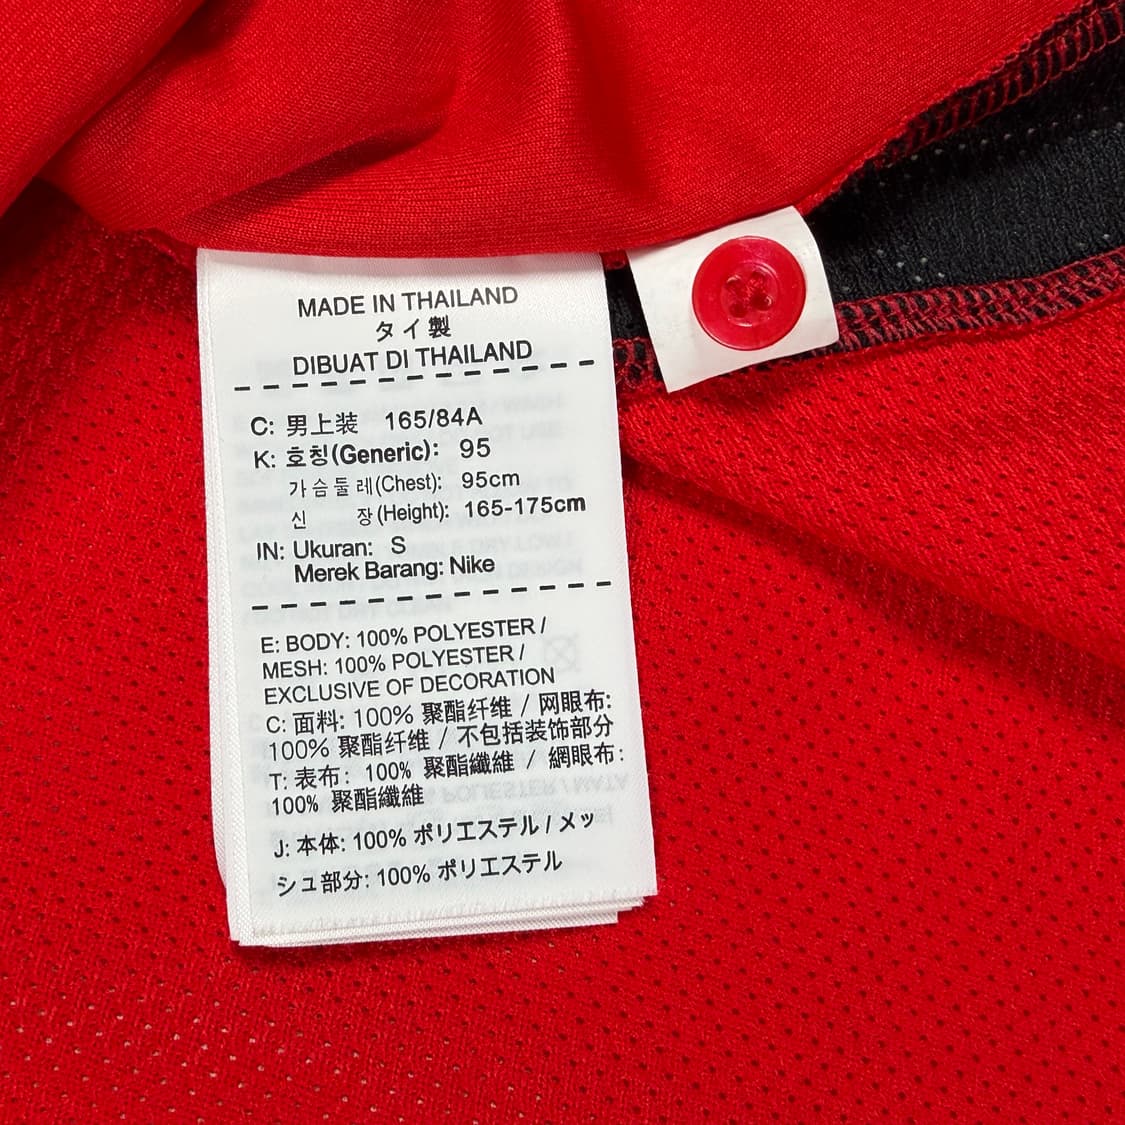 MADE IN THAILAND
タイ製
DIBUAT DI THAILAND
C: 男上装 165/84A
K: 호칭(Generic): 95
가슴둘레(Chest): 95cm
신 장(Height): 165-175cm
IN: Ukuran: S
Merek Barang: Nike
E: BODY: 100% POLYESTER /
MESH: 100% POLYESTER /
EXCLUSIVE OF DECORATION
C: 面料: 100% 聚酯纤维 / 网眼布:
100% 聚酯纤维 / 不包括装饰部分
T: 表布: 100% 聚酯纖維 / 網眼布:
100% 聚酯纖維
J: 本体: 100% ポリエステル / メッ
シュ部分: 100% ポリエステル